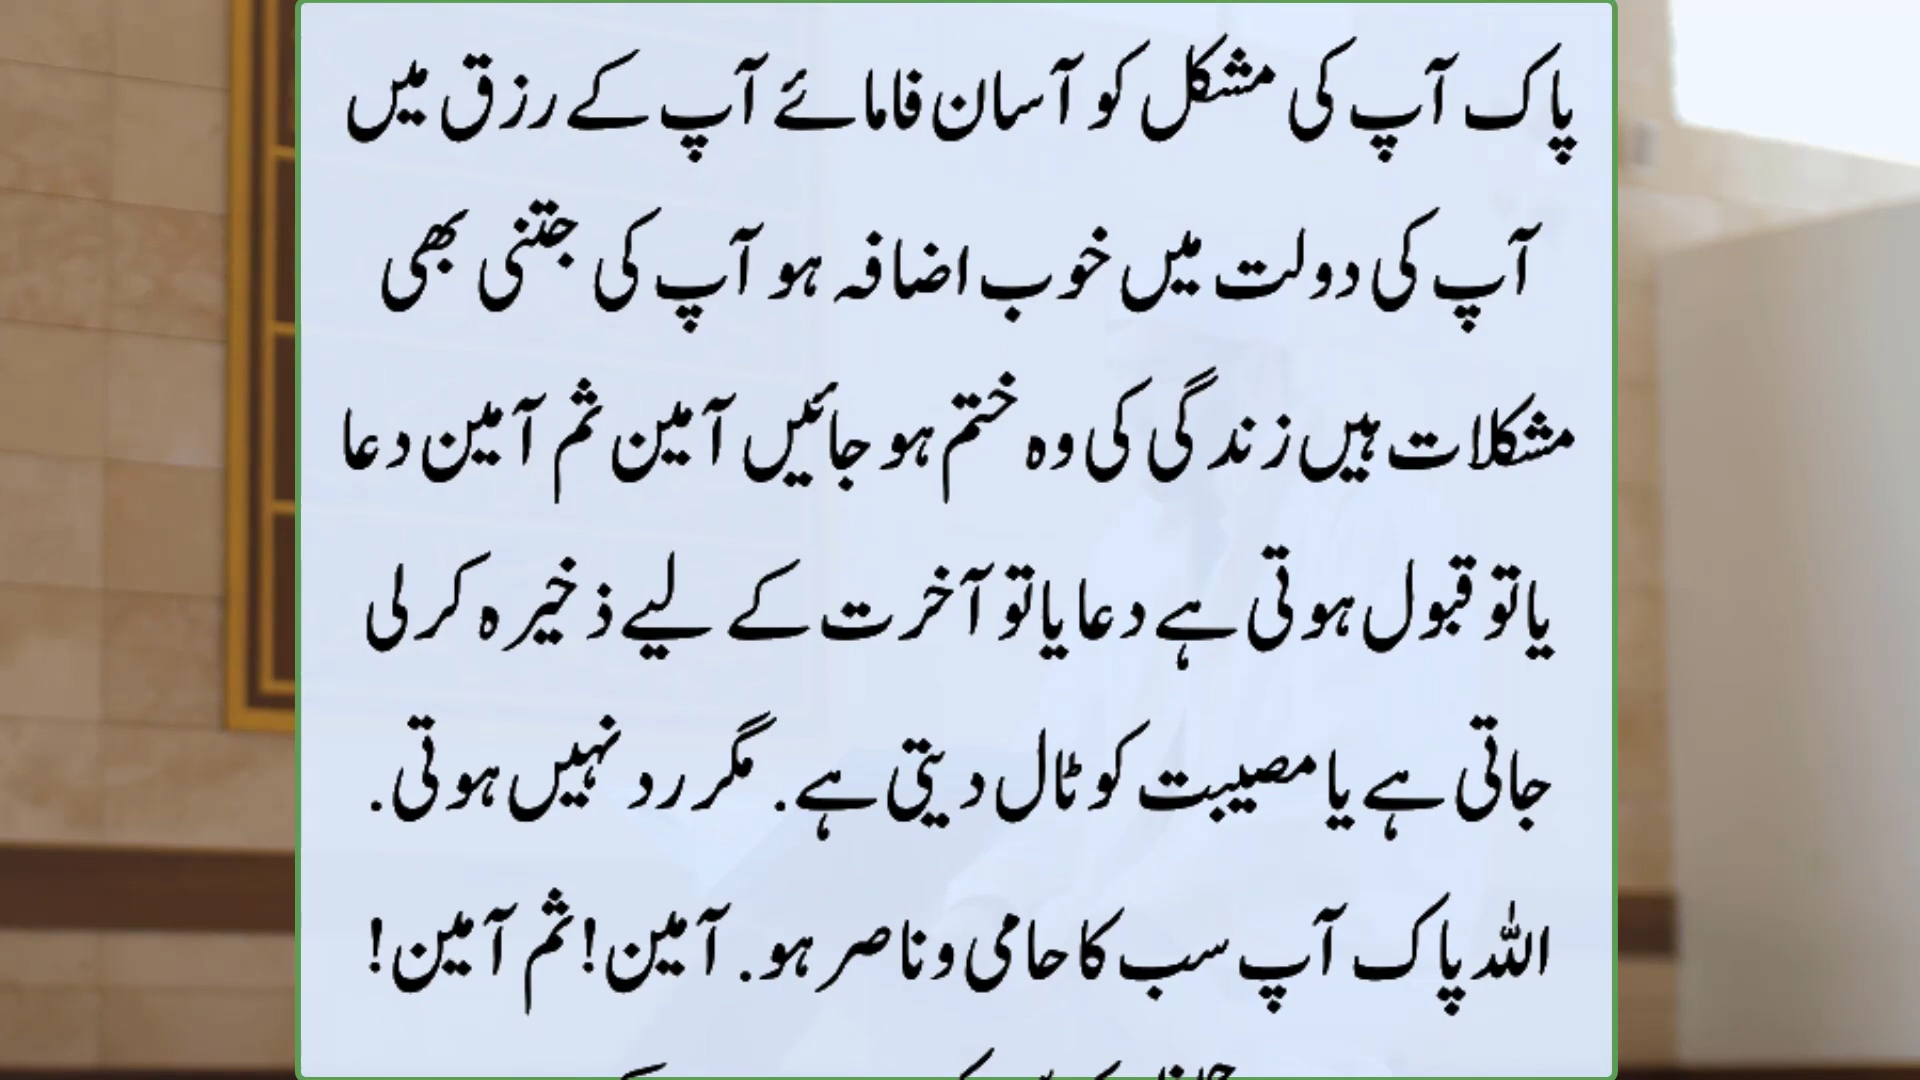 پاک آپ کی مشکل کو آسان فامائے آپ کے رزق میں
آپ کی دولت میں خوب اضافہ ہو آپ کی جتنی بھی
مشکلات ہیں زندگی کی وہ ختم ہو جائیں آمین ثم آمین دعا
یا تو قبول ہوتی ہے دعا یا تو آخرت کے لیے ذخیرہ کر لی
جاتی ہے یا مصیبت کو ٹال دیتی ہے. مگر رد نہیں ہوتی.
اللہ پاک آپ سب کا حامی و ناصر ہو. آمین! ثم آمین!